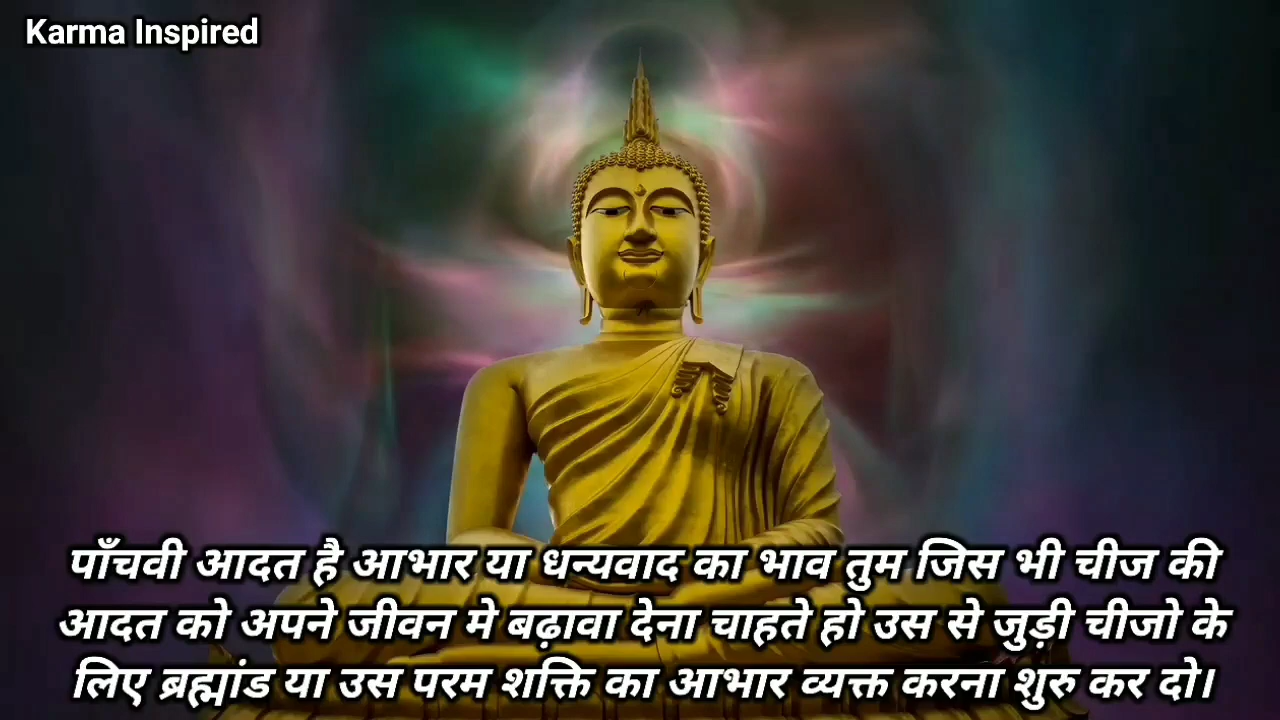 Karma Inspired
पाँचवी आदत है आभार या धन्यवाद का भाव तुम जिस भी चीज की
आदत को अपने जीवन मे बढ़ावा देना चाहते हो उस से जुड़ी चीजो के
लिए ब्रह्मांड या उस परम शक्ति का आभार व्यक्त करना शुरु कर दो।